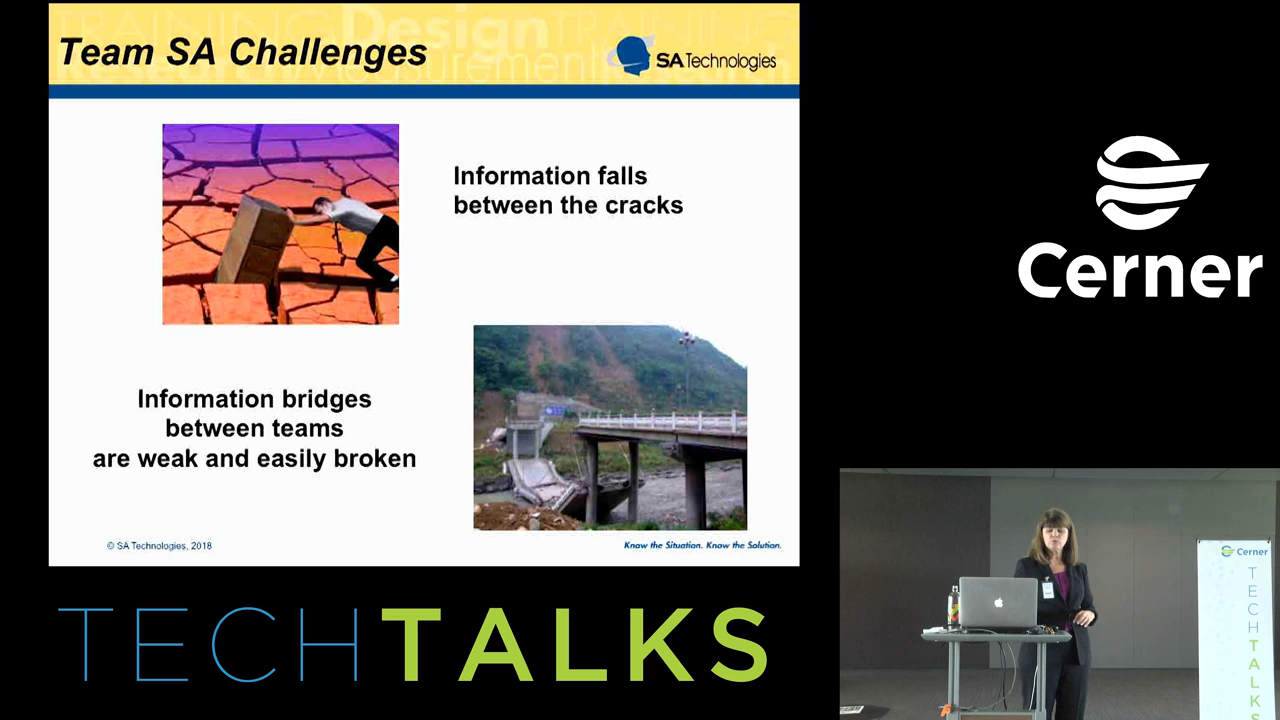 Team SA Challenges
SA Technologies
Information falls
between the cracks
Information bridges
between teams
are weak and easily broken
© SA Technologies, 2018
Know the Situation. Know the Solution.
TECHTALKS
Cerner
Cerner
TECHTALKS